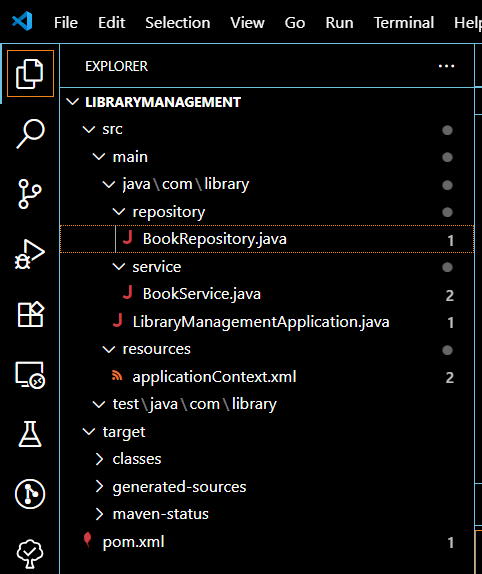 File Edit Selection View Go Run Terminal Help
EXPLORER ...
LIBRARYMANAGEMENT
src
main
java\com\library
repository
BookRepository.java 1
service
BookService.java 2
LibraryManagementApplication.java 1
resources
applicationContext.xml 2
test\java\com\library
target
classes
generated-sources
maven-status
pom.xml 1